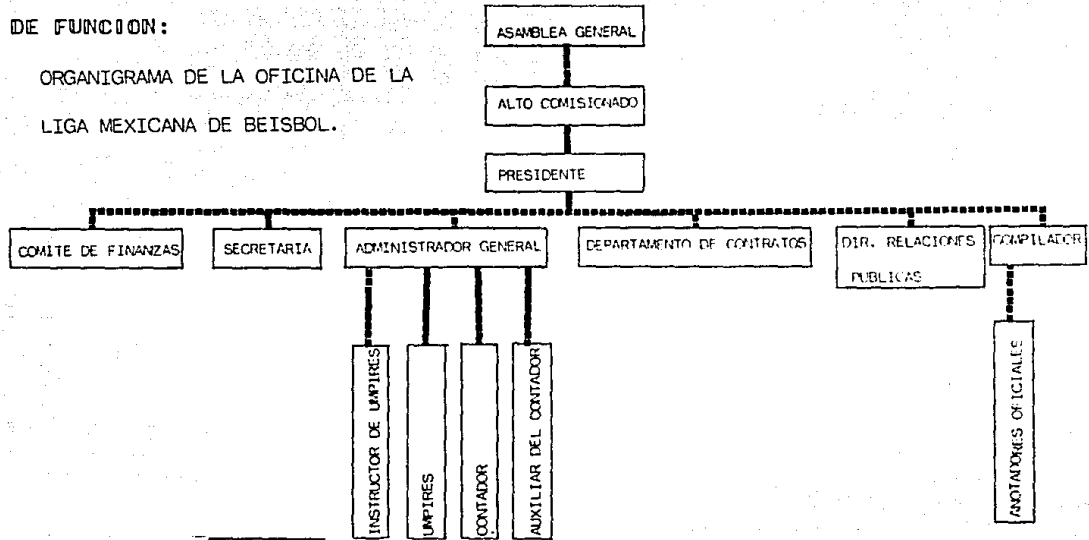 DE FUNCION:
ORGANIGRAMA DE LA OFICINA DE LA
LIGA MEXICANA DE BEISBOL.
ASAMBLEA GENERAL
ALTO COMISIONADO
PRESIDENTE
COMITE DE FINANZAS
SECRETARIA
ADMINISTRADOR GENERAL
DEPARTAMENTO DE CONTRATOS
DIR. RELACIONES
PUBLICAS
COMPILADOR
INSTRUCTOR DE UMPIRES
UMPIRES
CONTADOR
AUXILIAR DEL CONTADOR
ANOTADORES OFICIALES